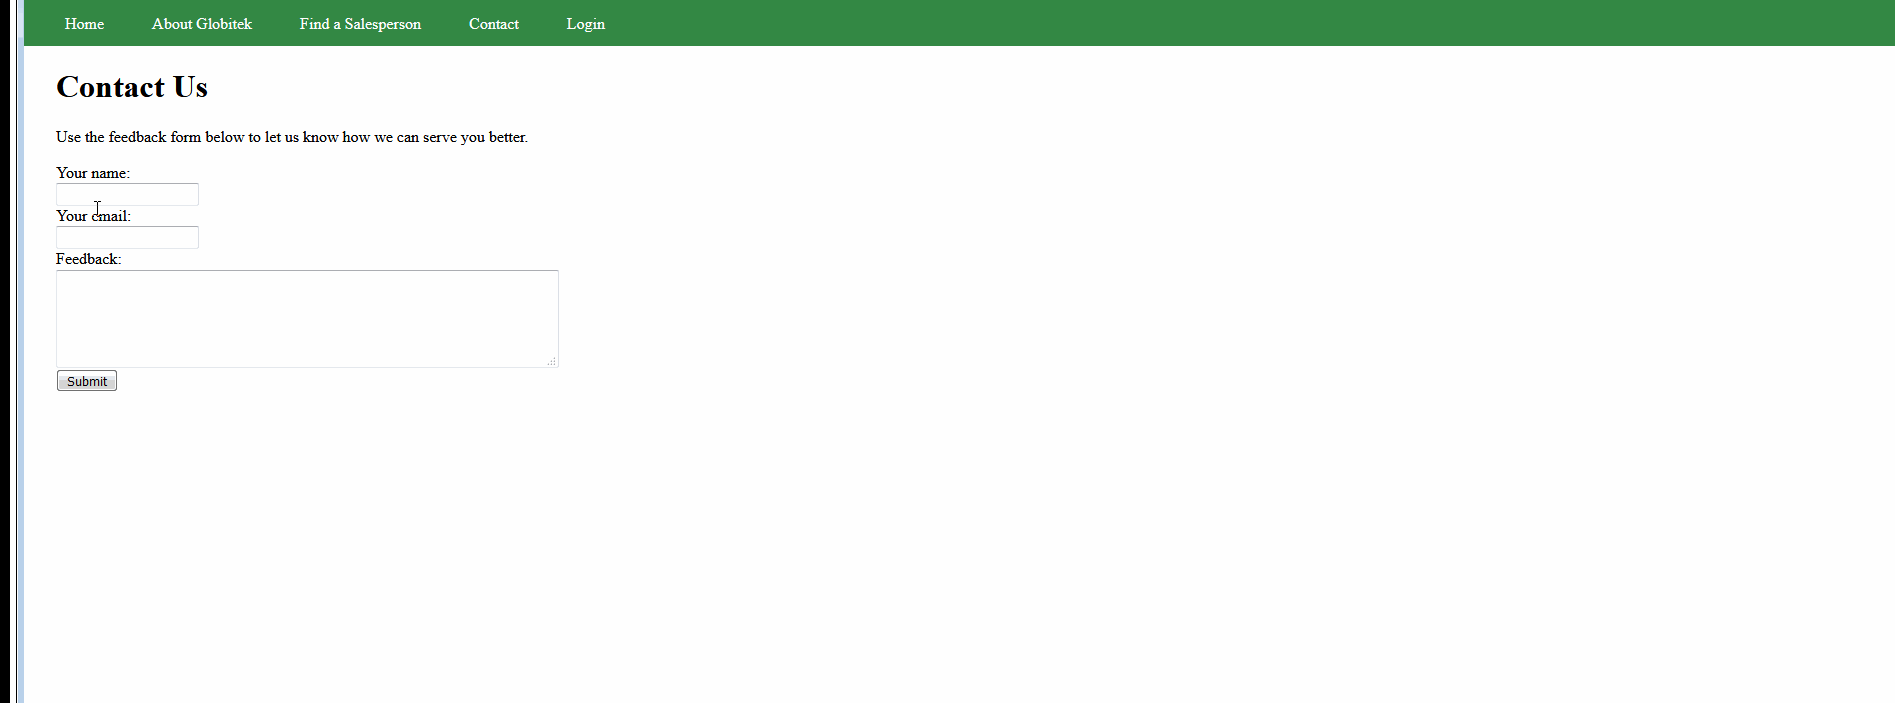 Home About Globitek Find a Salesperson Contact Login
Contact Us
Use the feedback form below to let us know how we can serve you better.
Your name:
Your email:
Feedback:
Submit